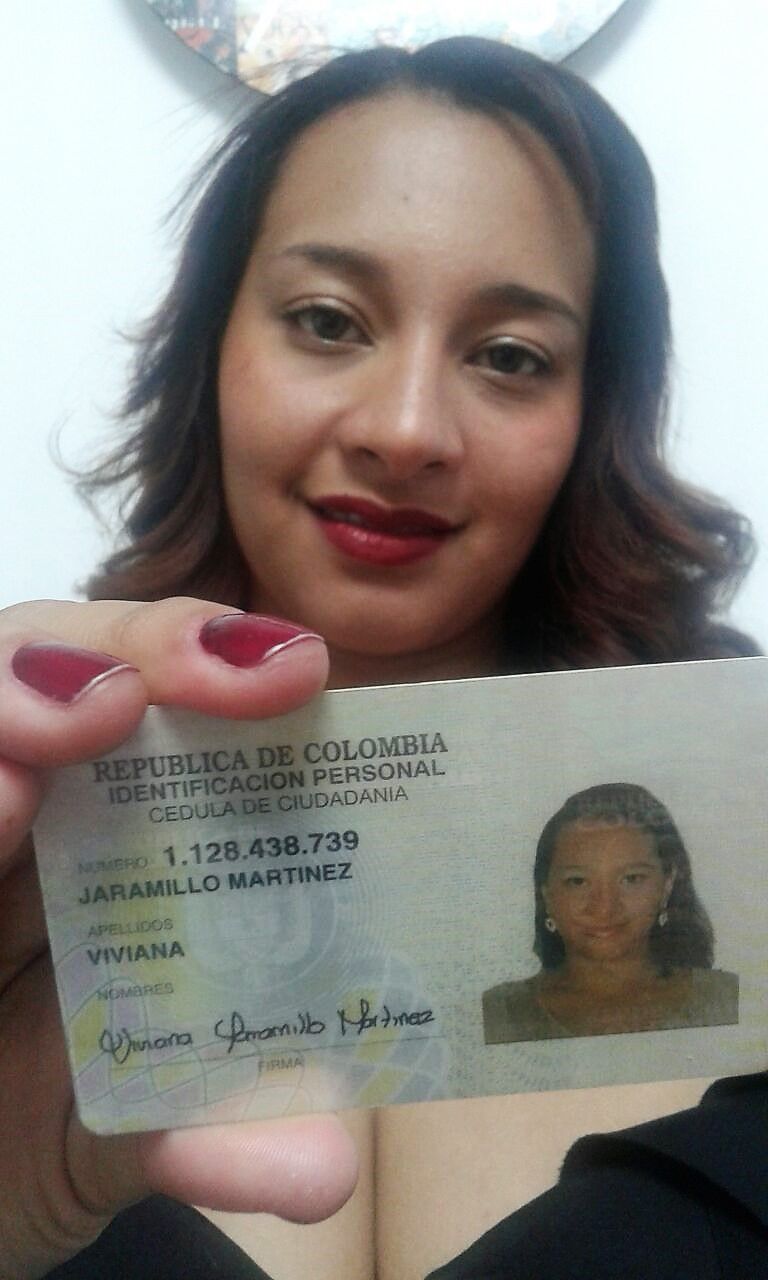 REPUBLICA DE COLOMBIA
IDENTIFICACION PERSONAL
CEDULA DE CIUDADANIA
NUMERO 1.128.438.739
JARAMILLO MARTINEZ
APELLIDOS
VIVIANA
NOMBRES
Viviana Jaramillo Martinez
FIRMA